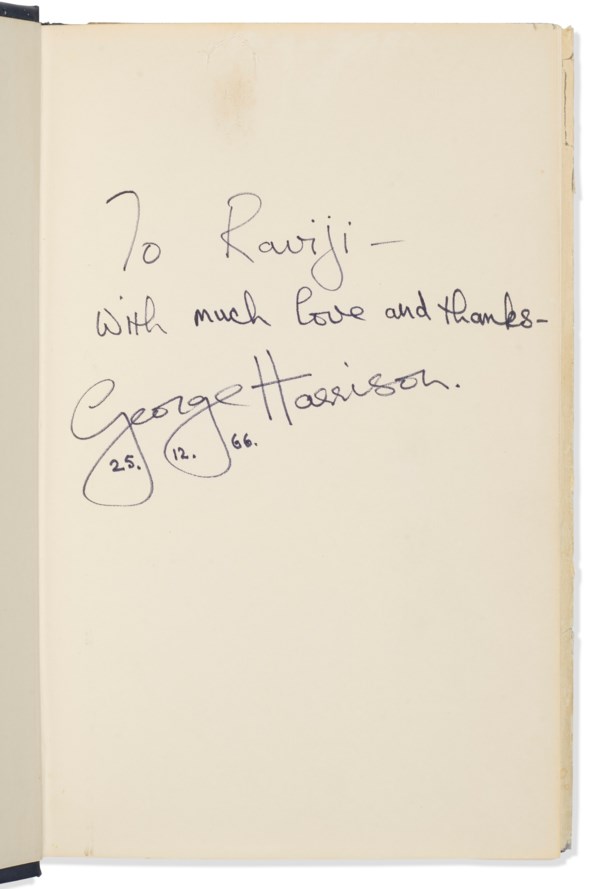 To Raviji –
With much love and thanks–
George Harrison.
25. 12. 66.